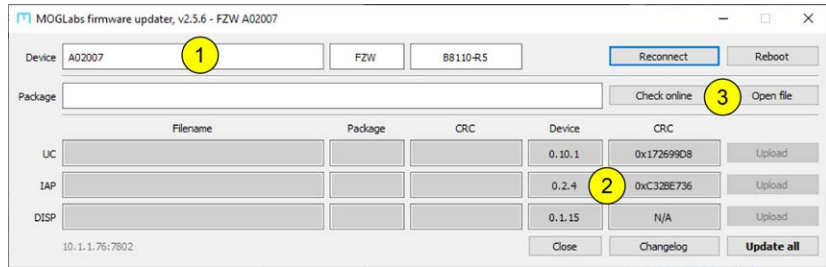 MOGLabs firmware updater, v2.5.6 - FZW A02007
Device A02007 1 FZW B8110-R5 Reconnect Reboot
Package Check online 3 Open file
Filename Package CRC Device CRC
UC 0.10.1 0x172699D8 Upload
IAP 0.2.4 2 0xC32BE736 Upload
DISP 0.1.15 N/A Upload
10.1.1.76:7802 Close Changelog Update all